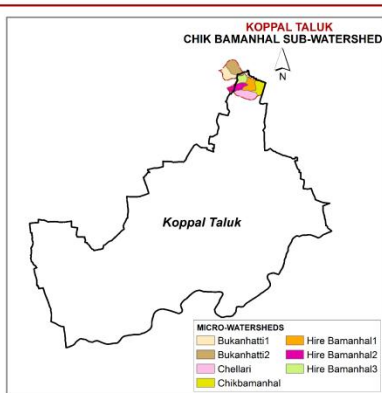 KOPPAL TALUK
CHIK BAMANHAL SUB-WATERSHED
N
Koppal Taluk
MICRO-WATERSHEDS
Bukanhatti1
Hire Bamanhal1
Bukanhatti2
Hire Bamanhal2
Chellari
Hire Bamanhal3
Chikbamanhal